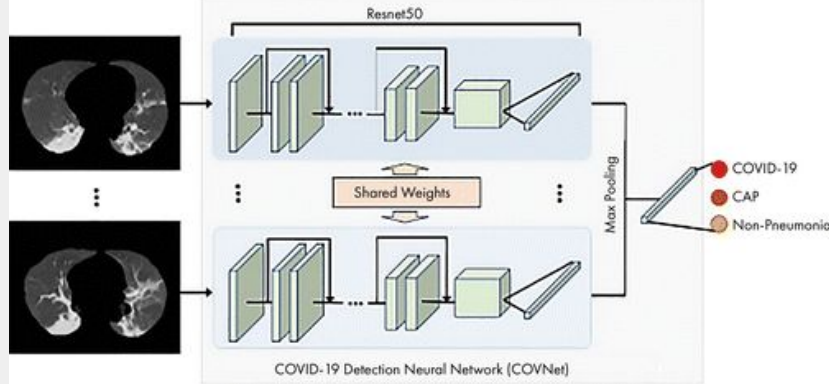 Resnet50
Shared Weights
Max Pooling
COVID-19
CAP
Non-Pneumonia
COVID-19 Detection Neural Network (COVNet)